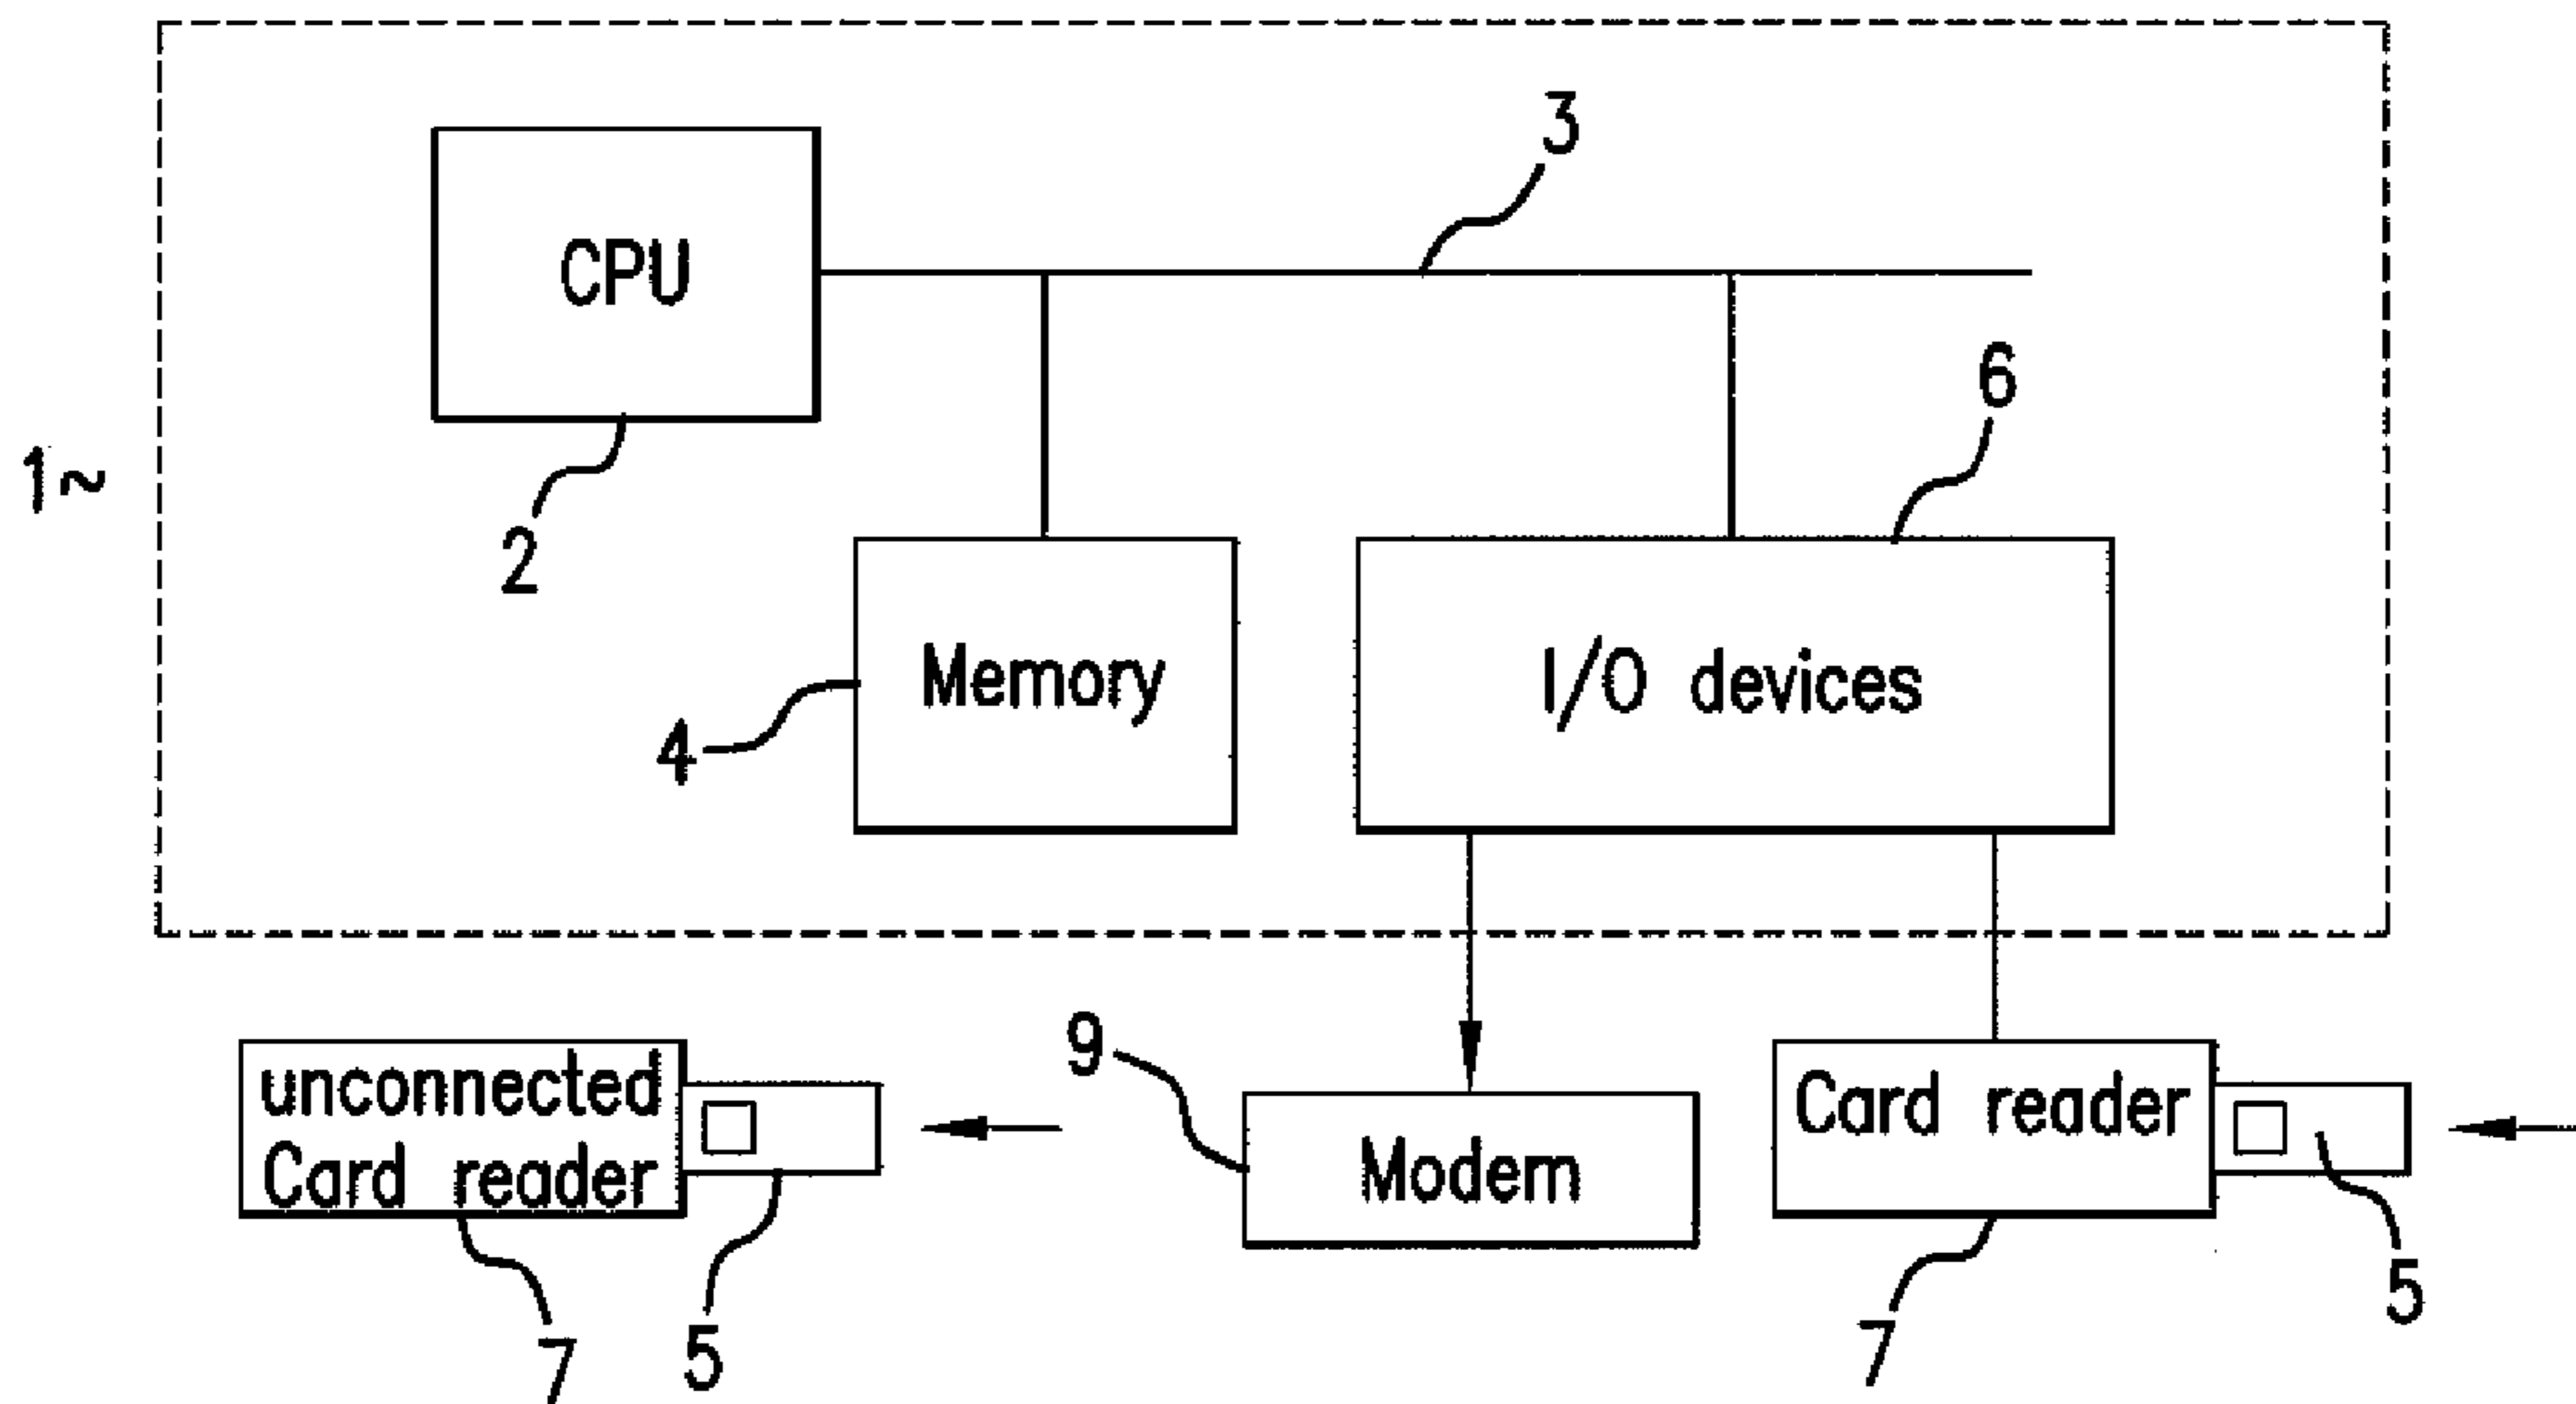 3
CPU
6
1~
2
Memory
I/O devices
4
9
unconnected
Card reader
Card reader
Modem
5
7
5
7